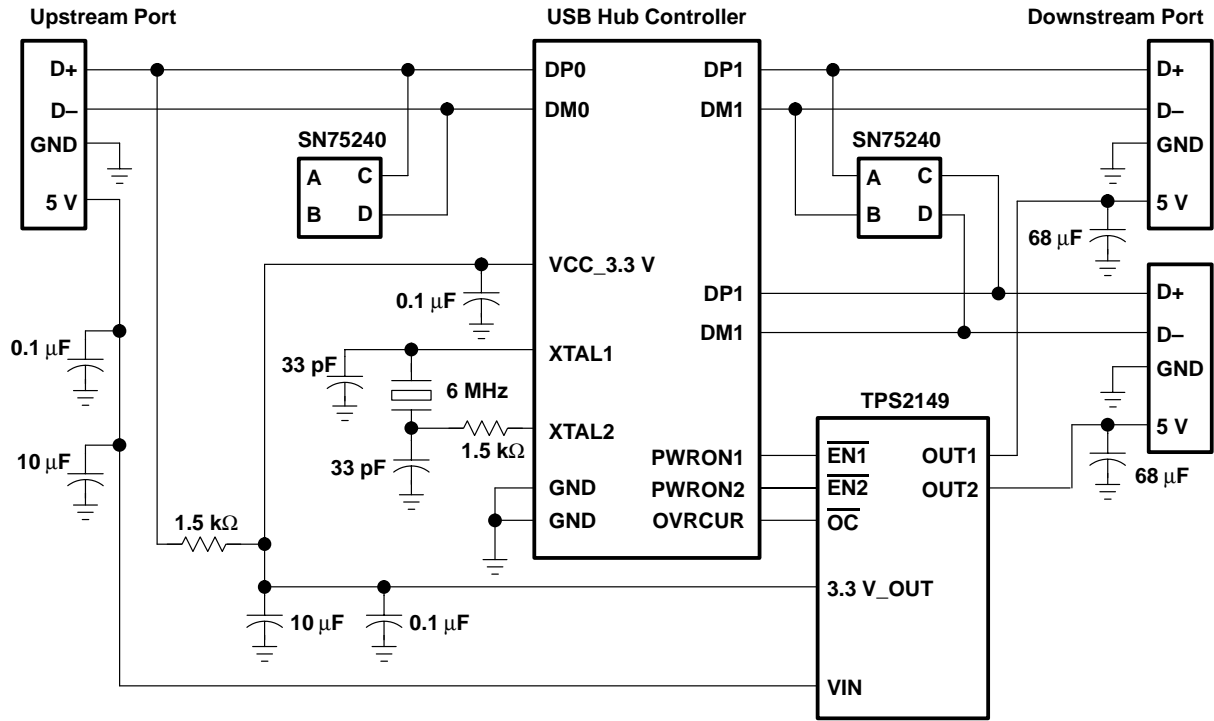 Upstream Port
USB Hub Controller
Downstream Port
D+
D–
GND
5 V
DP0
DM0
DP1
DM1
D+
D–
GND
5 V
SN75240
A C
B D
SN75240
A C
B D
68 µF
VCC_3.3 V
0.1 µF
DP1
DM1
D+
D–
GND
5 V
0.1 µF
33 pF
XTAL1
6 MHz
XTAL2
1.5 kΩ
33 pF
10 µF
TPS2149
PWRON1
PWRON2
OVRCUR
EN1
EN2
OC
OUT1
OUT2
68 µF
GND
GND
1.5 kΩ
10 µF
0.1 µF
3.3 V_OUT
VIN